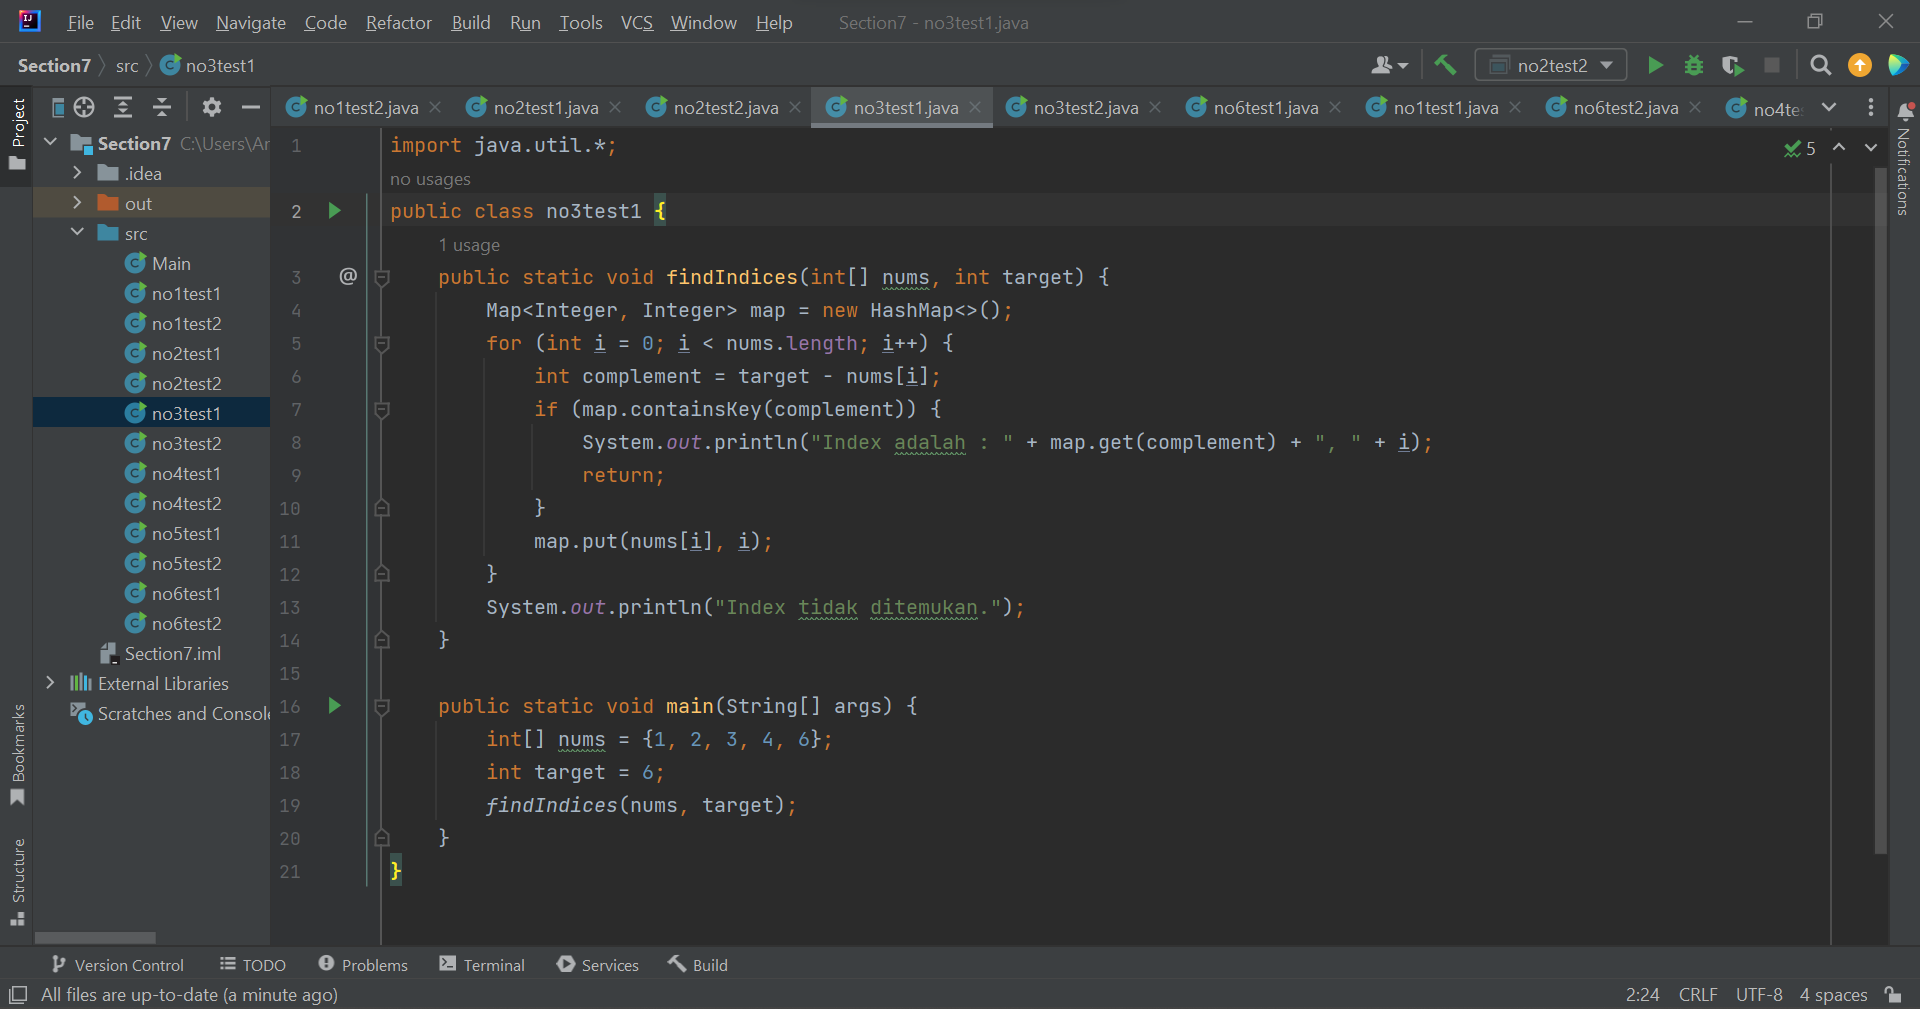 File Edit View Navigate Code Refactor Build Run Tools VCS Window Help Section7 - no3test1.java
Section7 src no3test1 no2test2
no1test2.java no2test1.java no2test2.java no3test1.java no3test2.java no6test1.java no1test1.java no6test2.java no4te
Project
Section7 C:\Users\Ar
.idea
out
src
Main
no1test1
no1test2
no2test1
no2test2
no3test1
no3test2
no4test1
no4test2
no5test1
no5test2
no6test1
no6test2
Section7.iml
External Libraries
Scratches and Console
Bookmarks
Structure
1 import java.util.*;
no usages
2 public class no3test1 {
1 usage
3 @ public static void findIndices(int[] nums, int target) {
4 Map<Integer, Integer> map = new HashMap<>();
5 for (int i = 0; i < nums.length; i++) {
6 int complement = target - nums[i];
7 if (map.containsKey(complement)) {
8 System.out.println("Index adalah : " + map.get(complement) + ", " + i);
9 return;
10 }
11 map.put(nums[i], i);
12 }
13 System.out.println("Index tidak ditemukan.");
14 }
15
16 public static void main(String[] args) {
17 int[] nums = {1, 2, 3, 4, 6};
18 int target = 6;
19 findIndices(nums, target);
20 }
21 }
5
Notifications
Version Control TODO Problems Terminal Services Build
All files are up-to-date (a minute ago) 2:24 CRLF UTF-8 4 spaces